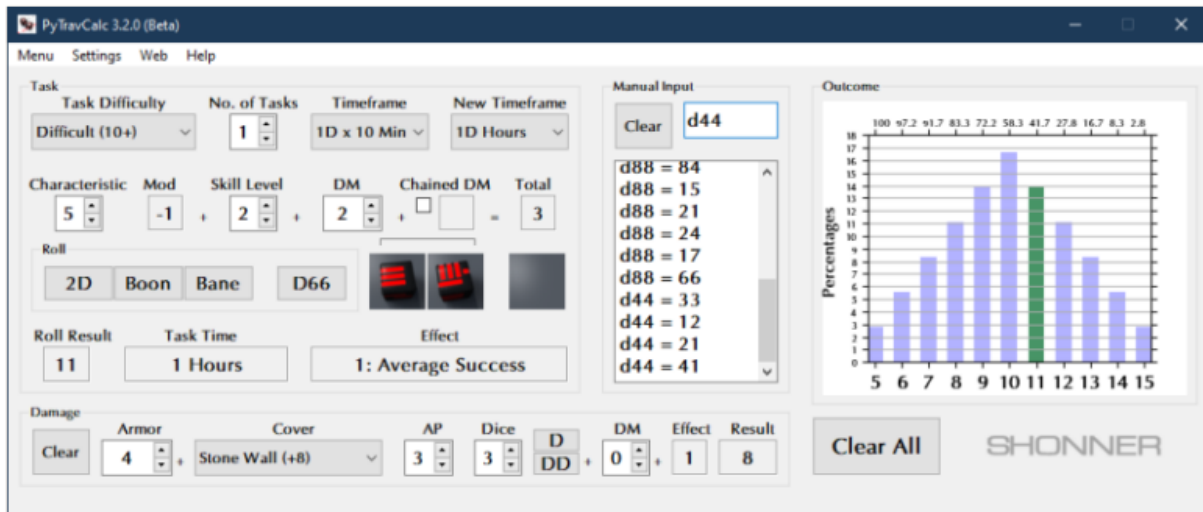 PyTravCalc 3.2.0 (Beta)
Menu Settings Web Help
Task
Task Difficulty No. of Tasks Timeframe New Timeframe
Difficult (10+) 1 1D x 10 Min 1D Hours
Characteristic Mod Skill Level DM Chained DM Total
5 -1 + 2 + 2 + = 3
Roll
2D Boon Bane D66
Roll Result Task Time Effect
11 1 Hours 1: Average Success
Manual Input
Clear d44
d88 = 84
d88 = 15
d88 = 21
d88 = 24
d88 = 17
d88 = 66
d44 = 33
d44 = 12
d44 = 21
d44 = 41
Outcome
100 97.2 91.7 83.3 72.2 58.3 41.7 27.8 16.7 8.3 2.8
18
17
16
15
14
13
12
11
10
9
8
7
6
5
4
3
2
1
0
Percentages
5 6 7 8 9 10 11 12 13 14 15
Damage
Armor Cover AP Dice D DM Effect Result
Clear 4 + Stone Wall (+8) 3 3 DD + 0 + 1 8
Clear All
SHONNER